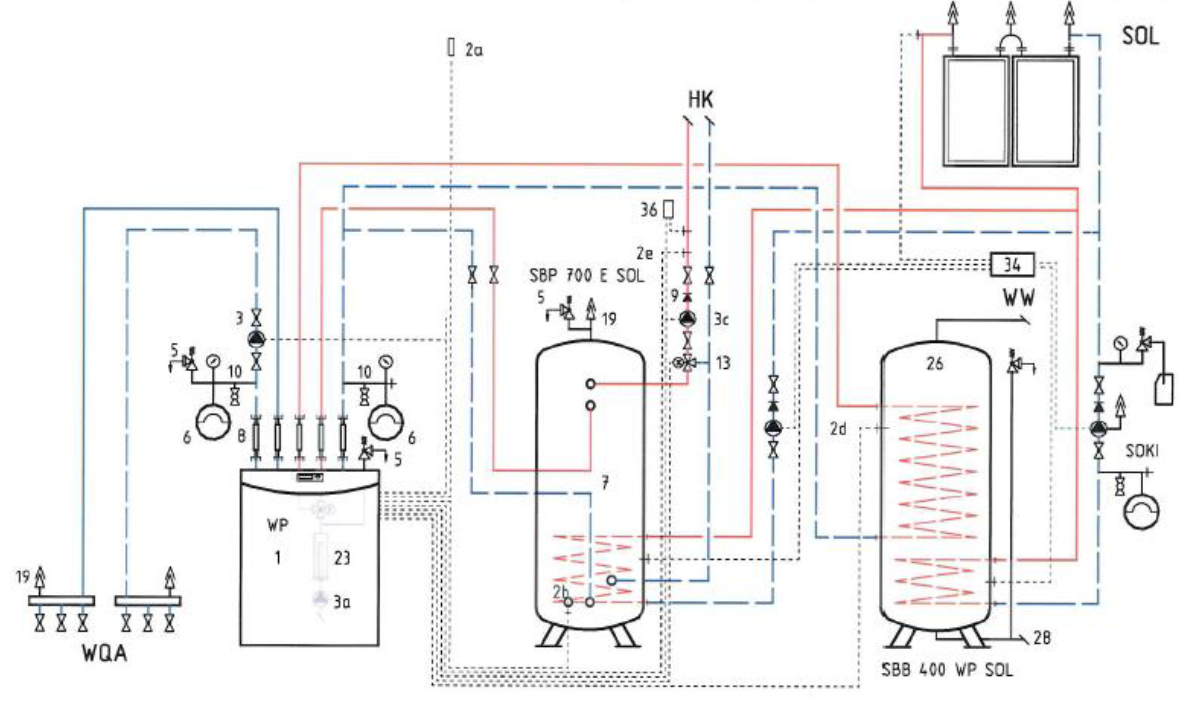 2a
SOL
HK
36
2e
34
SBP 700 E SOL
WW
5
19
9
3c
3
13
26
5
10
10
6
8
6
2d
5
SOKI
7
WP
1
23
3a
19
2b
WQA
28
SBB 400 WP SOL